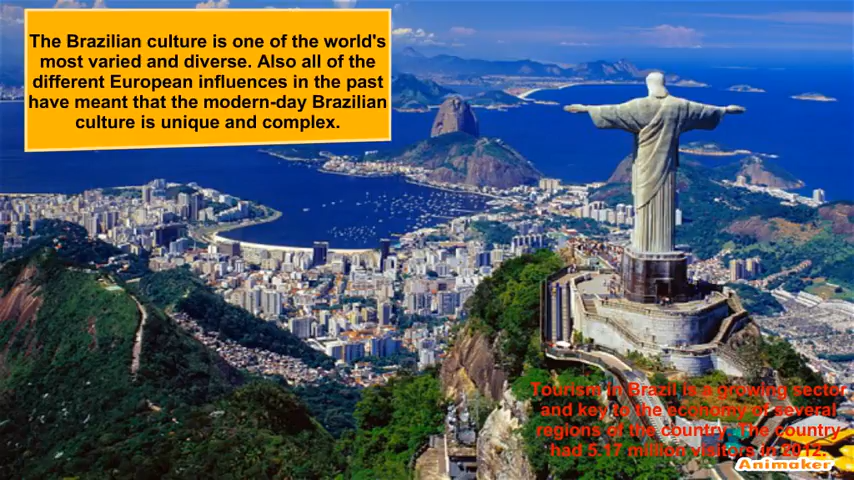 The Brazilian culture is one of the world's
most varied and diverse. Also all of the
different European influences in the past
have meant that the modern-day Brazilian
culture is unique and complex.
Tourism in Brazil is a growing sector
and key to the economy of several
regions of the country. The country
had 5.17 million visitors in 2012.
Animaker